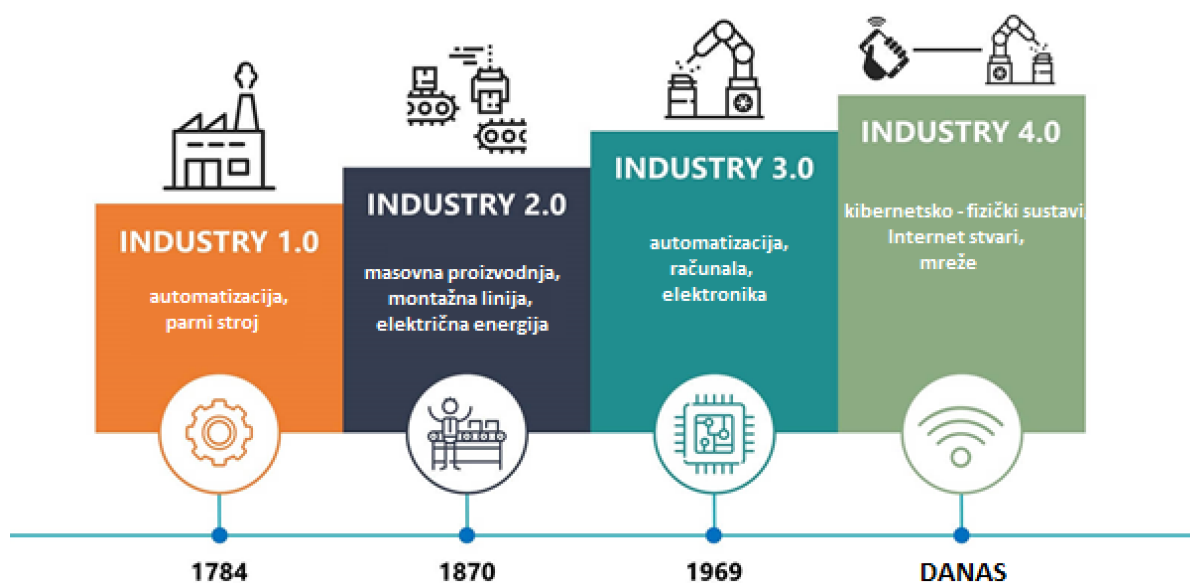 INDUSTRY 1.0
automatizacija,
parni stroj
1784
INDUSTRY 2.0
masovna proizvodnja,
montažna linija,
električna energija
1870
INDUSTRY 3.0
automatizacija,
računala,
elektronika
1969
INDUSTRY 4.0
kibernetsko - fizički sustavi,
Internet stvari,
mreže
DANAS